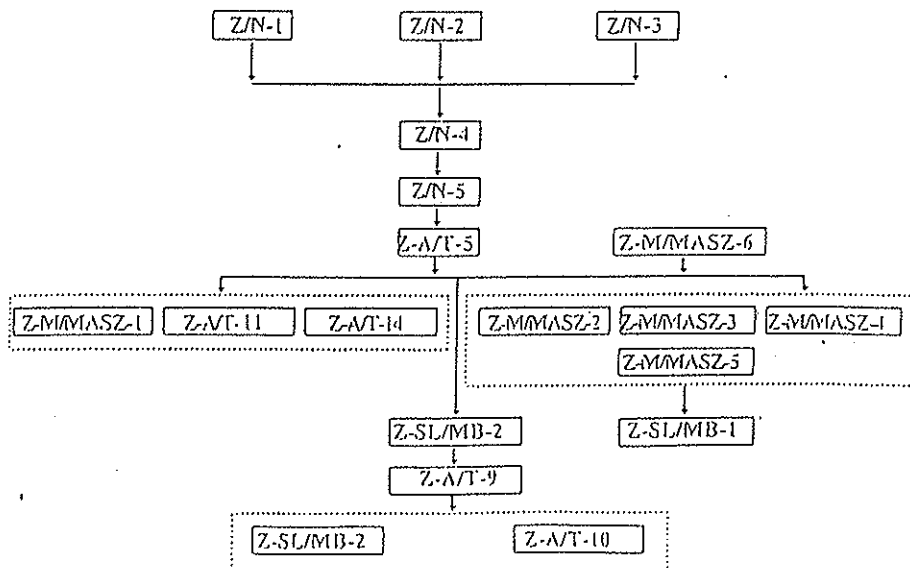 Z/N-1 Z/N-2 Z/N-3
Z/N-4
Z/N-5
Z-A/T-5 Z-M/MASZ-6
Z-M/MASZ-1 Z-A/T-11 Z-A/T-14 Z-M/MASZ-2 Z-M/MASZ-3 Z-M/MASZ-4
Z-M/MASZ-5
Z-SL/MB-2 Z-SL/MB-1
Z-A/T-9
Z-SL/MB-2 Z-A/T-10